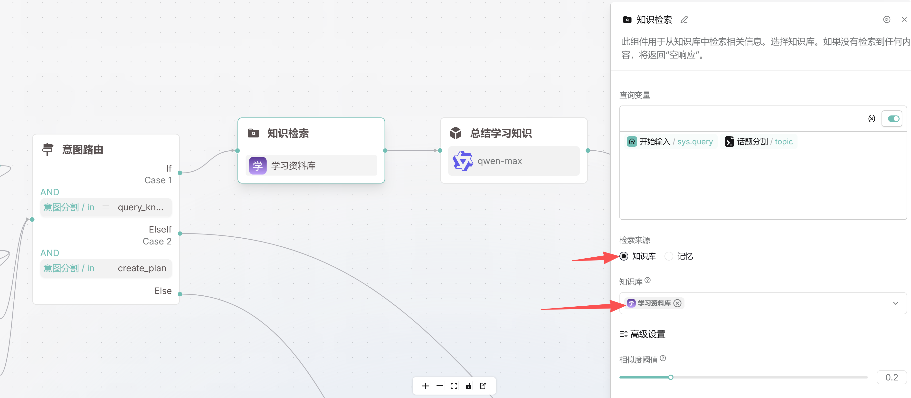 意图路由
If
Case 1
AND
意图分割 / in
query_kn...
ElseIf
Case 2
AND
意图分割 / in
create_plan
Else
知识检索
学
学习资料库
总结学习知识
qwen-max
知识检索
此组件用于从知识库中检索相关信息。选择知识库。如果没有检索到任何内
容，将返回“空响应”。
查询变量
(x)
开始输入 / sys.query
话题分割 / topic
检索来源
知识库
记忆
知识库
学 学习资料库
高级设置
相似度阈值
0.2